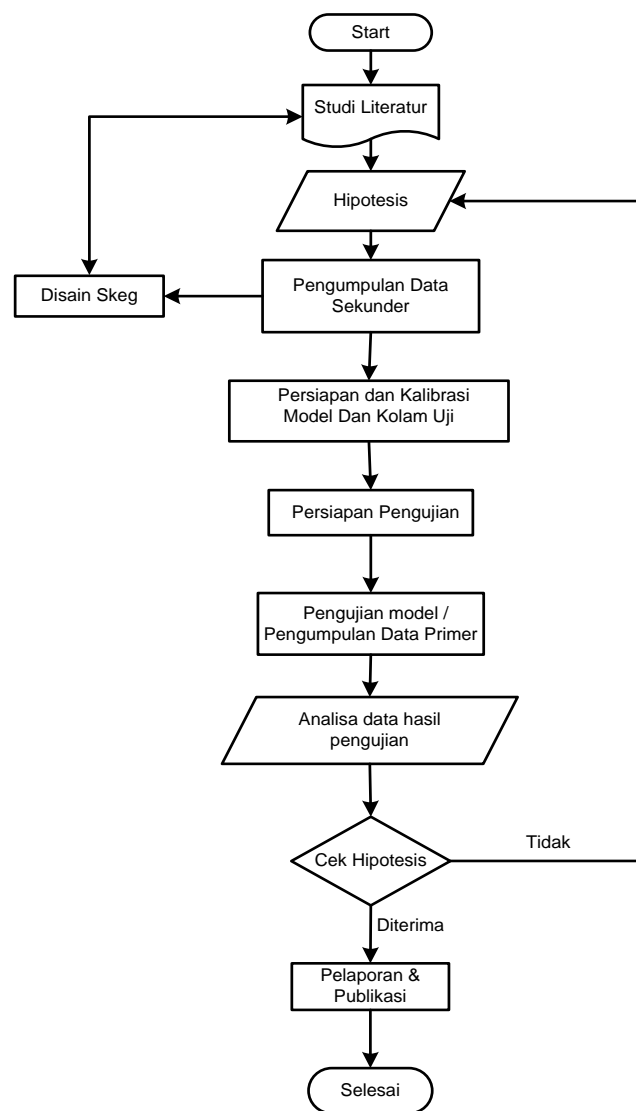 Start
Studi Literatur
Hipotesis
Pengumpulan Data
Sekunder
Disain Skeg
Persiapan dan Kalibrasi
Model Dan Kolam Uji
Persiapan Pengujian
Pengujian model /
Pengumpulan Data Primer
Analisa data hasil
pengujian
Cek Hipotesis
Tidak
Diterima
Pelaporan &
Publikasi
Selesai